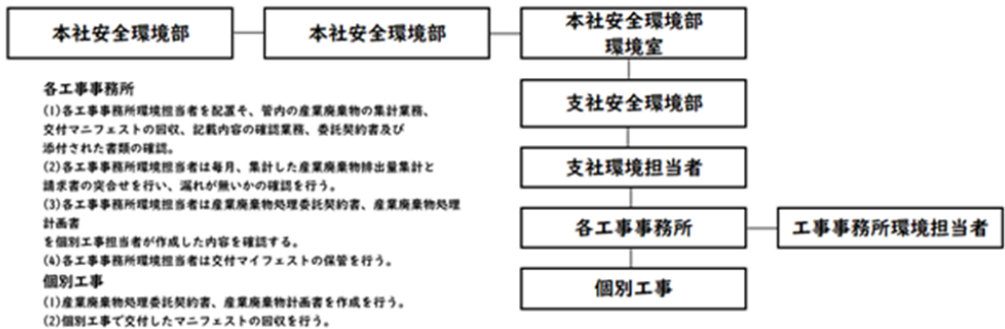 本社安全環境部
本社安全環境部
本社安全環境部
環境室
支社安全環境部
支社環境担当者
各工事事務所
工事事務所環境担当者
個別工事
各工事事務所
(1)各工事事務所環境担当者を配置そ、管内の産業廃棄物の集計業務、
交付マニフェストの回収、記載内容の確認業務、委託契約書及び
添付された書類の確認。
(2)各工事事務所環境担当者は毎月、集計した産業廃棄物排出量集計と
請求書の突合せを行い、漏れが無いかの確認を行う。
(3)各工事事務所環境担当者は産業廃棄物処理委託契約書、産業廃棄物処理
計画書
を個別工事担当者が作成した内容を確認する。
(4)各工事事務所環境担当者は交付マイフェストの保管を行う。
個別工事
(1)産業廃棄物処理委託契約書、産業廃棄物計画書を作成を行う。
(2)個別工事で交付したマニフェストの回収を行う。